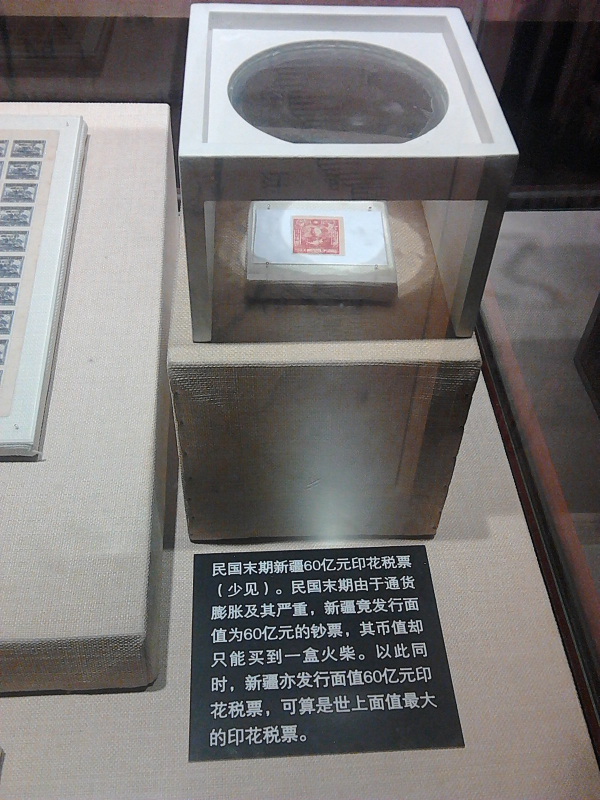 民国末期新疆60亿元印花税票
（少见）。民国末期由于通货
膨胀及其严重，新疆竟发行面
值为60亿元的钞票，其币值却
只能买到一盒火柴。以此同
时，新疆亦发行面值60亿元印
花税票，可算是世上面值最大
的印花税票。